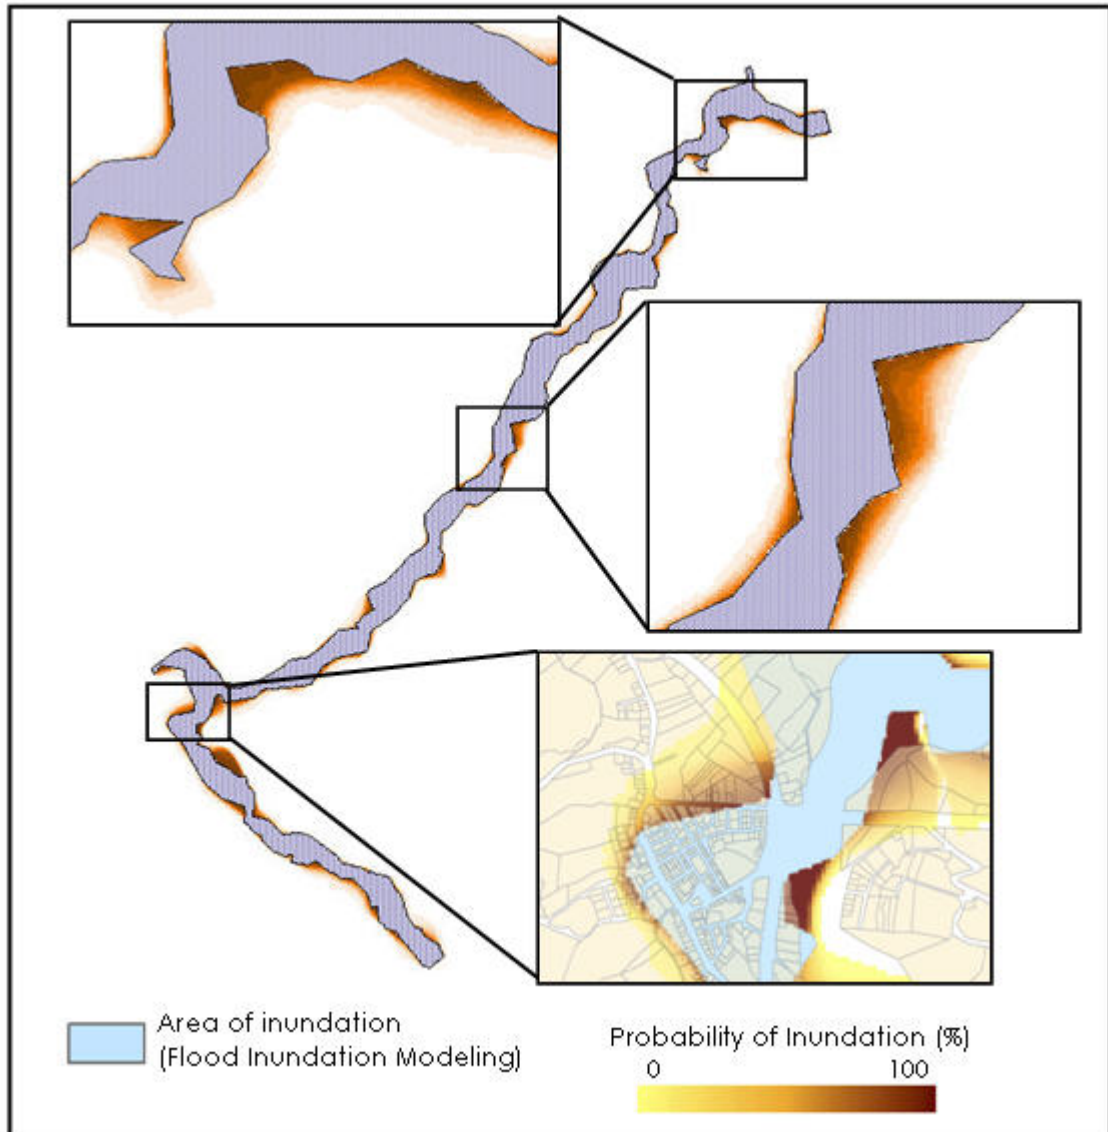 Area of inundation
(Flood Inundation Modeling)
Probability of Inundation (%)
0 100